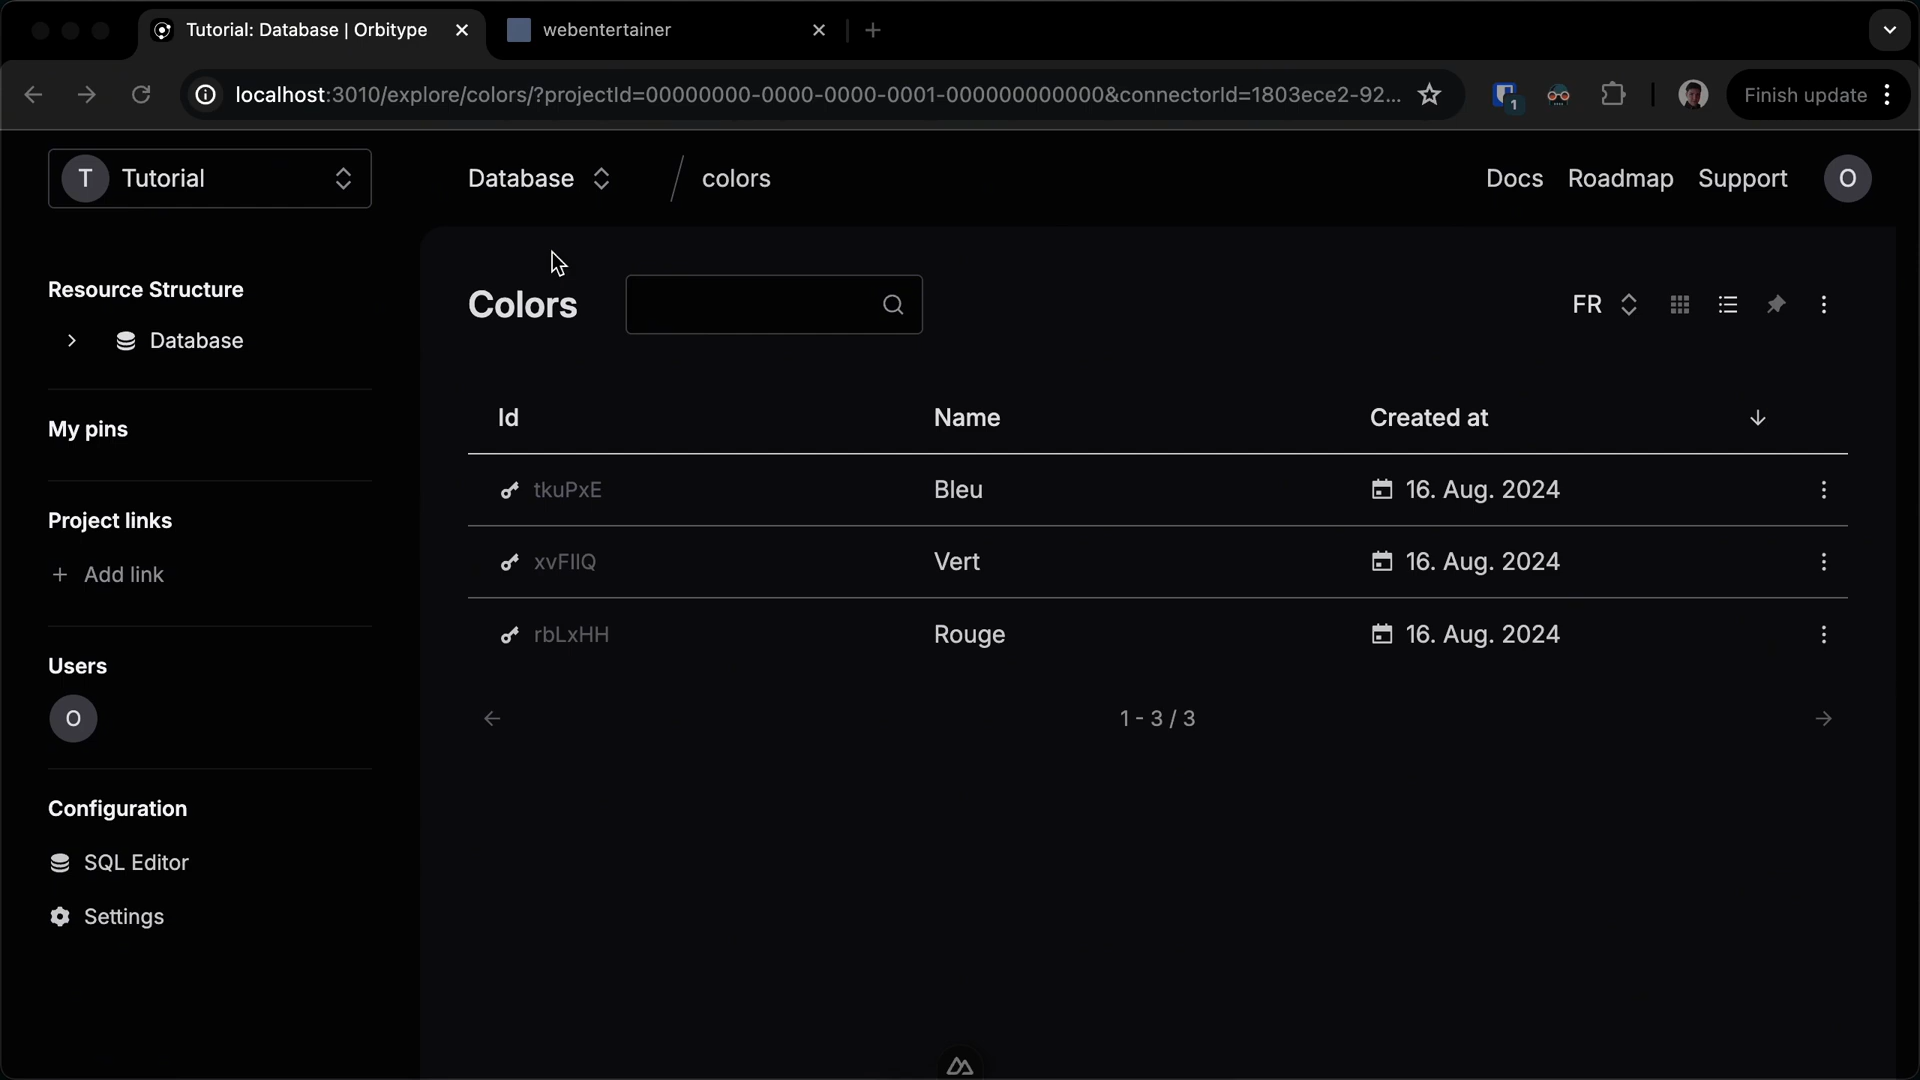 Tutorial: Database | Orbitype
webentertainer
localhost:3010/explore/colors/?projectId=00000000-0000-0000-0001-000000000000&connectorId=1803ece2-92...
1
Finish update
T Tutorial
Database / colors
Docs Roadmap Support O
Resource Structure
Database
My pins
Project links
+ Add link
Users
O
Configuration
SQL Editor
Settings
Colors
FR
Id Name Created at
tkuPxE Bleu 16. Aug. 2024
xvFIlQ Vert 16. Aug. 2024
rbLxHH Rouge 16. Aug. 2024
1 - 3 / 3